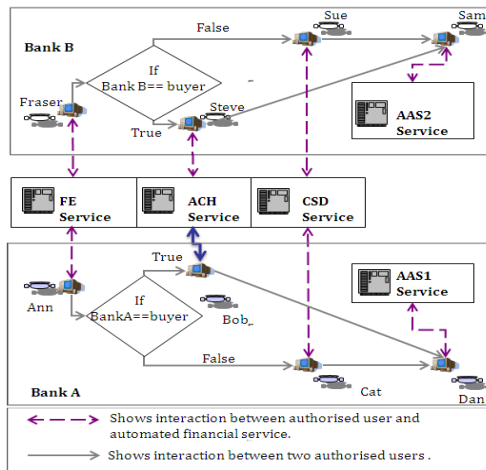 False
Sue
Sam
Bank B
If
Bank B== buyer
Fraser
Steve
True
AAS2
Service
FE
Service
ACH
Service
CSD
Service
True
AAS1
Service
Ann
If
BankA==buyer
Bob
False
Bank A
Cat
Dan
Shows interaction between authorised user and
automated financial service.
Shows interaction between two authorised users .